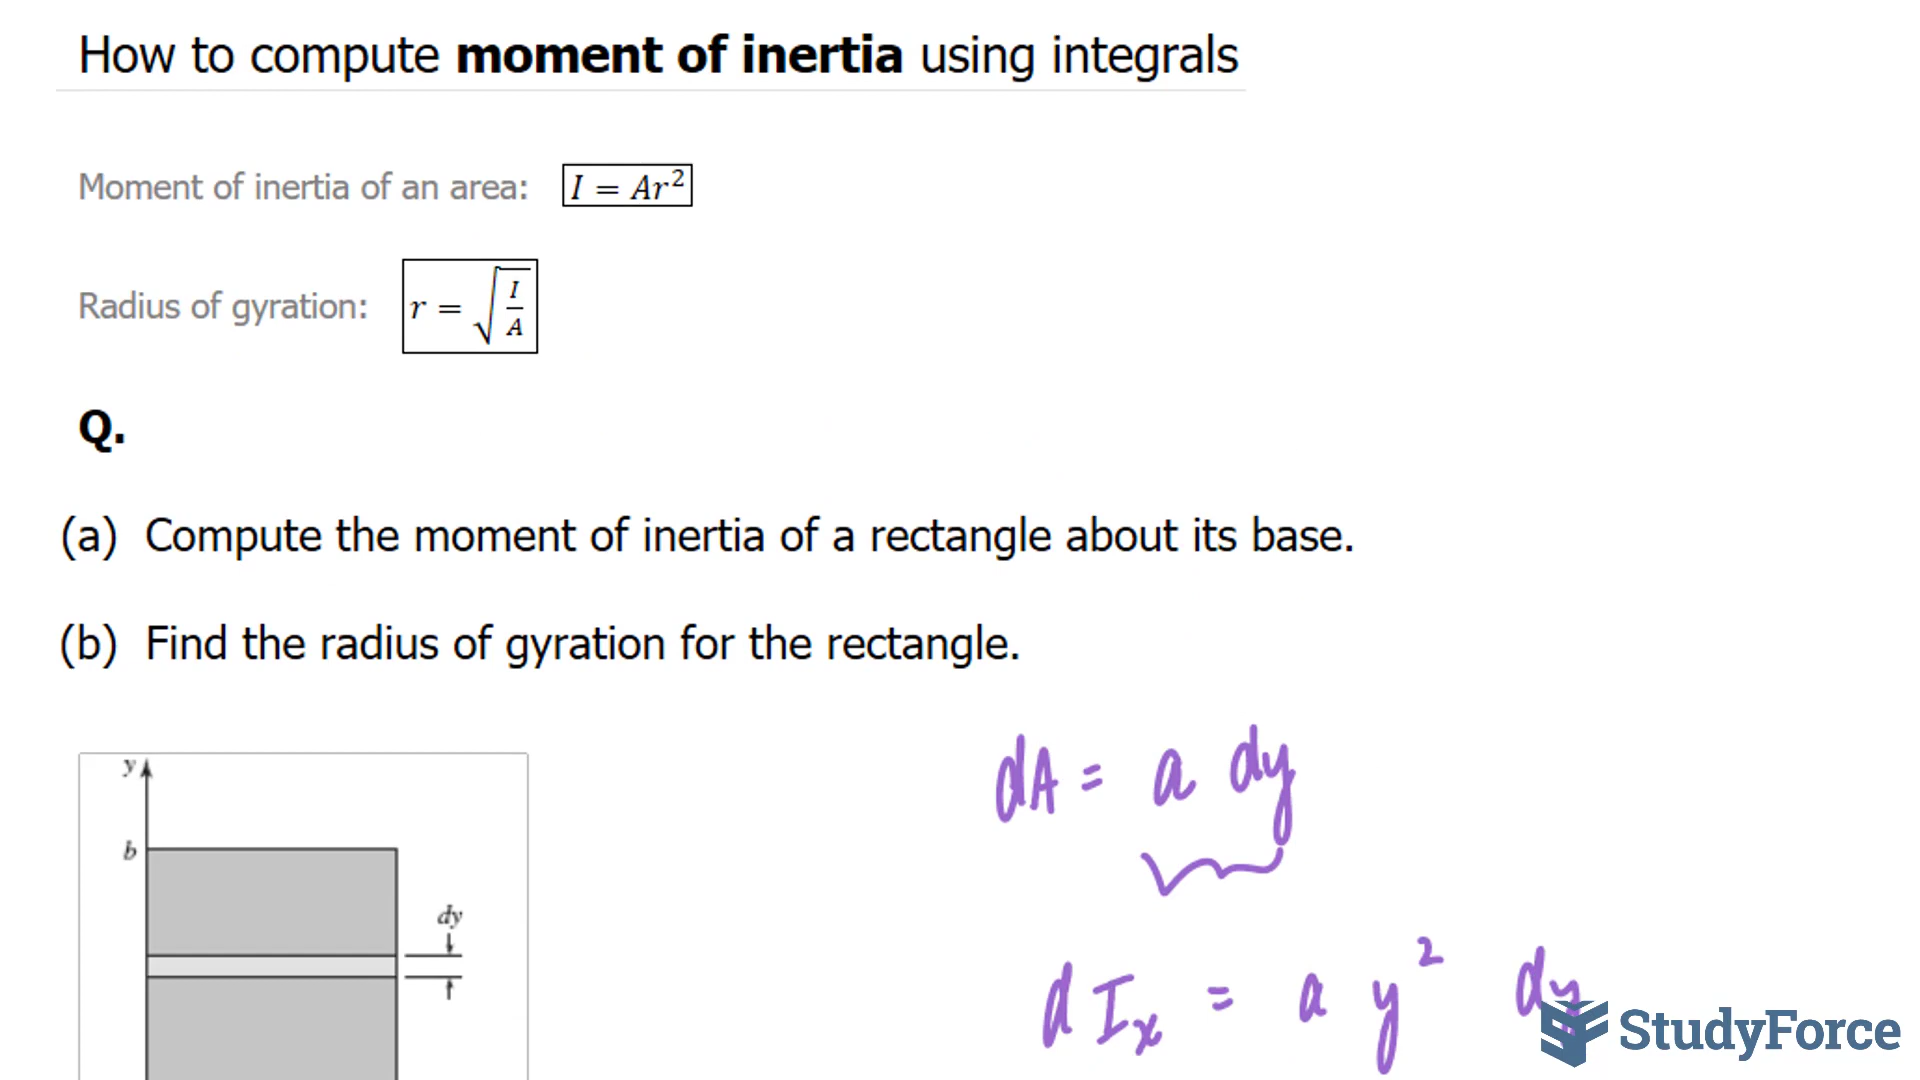 How to compute moment of inertia using integrals
Moment of inertia of an area: I = Ar²
Radius of gyration: r = √(I/A)
Q.
(a) Compute the moment of inertia of a rectangle about its base.
(b) Find the radius of gyration for the rectangle.
y
b
dy
dA = a dy
dIₓ = a y² dy
StudyForce